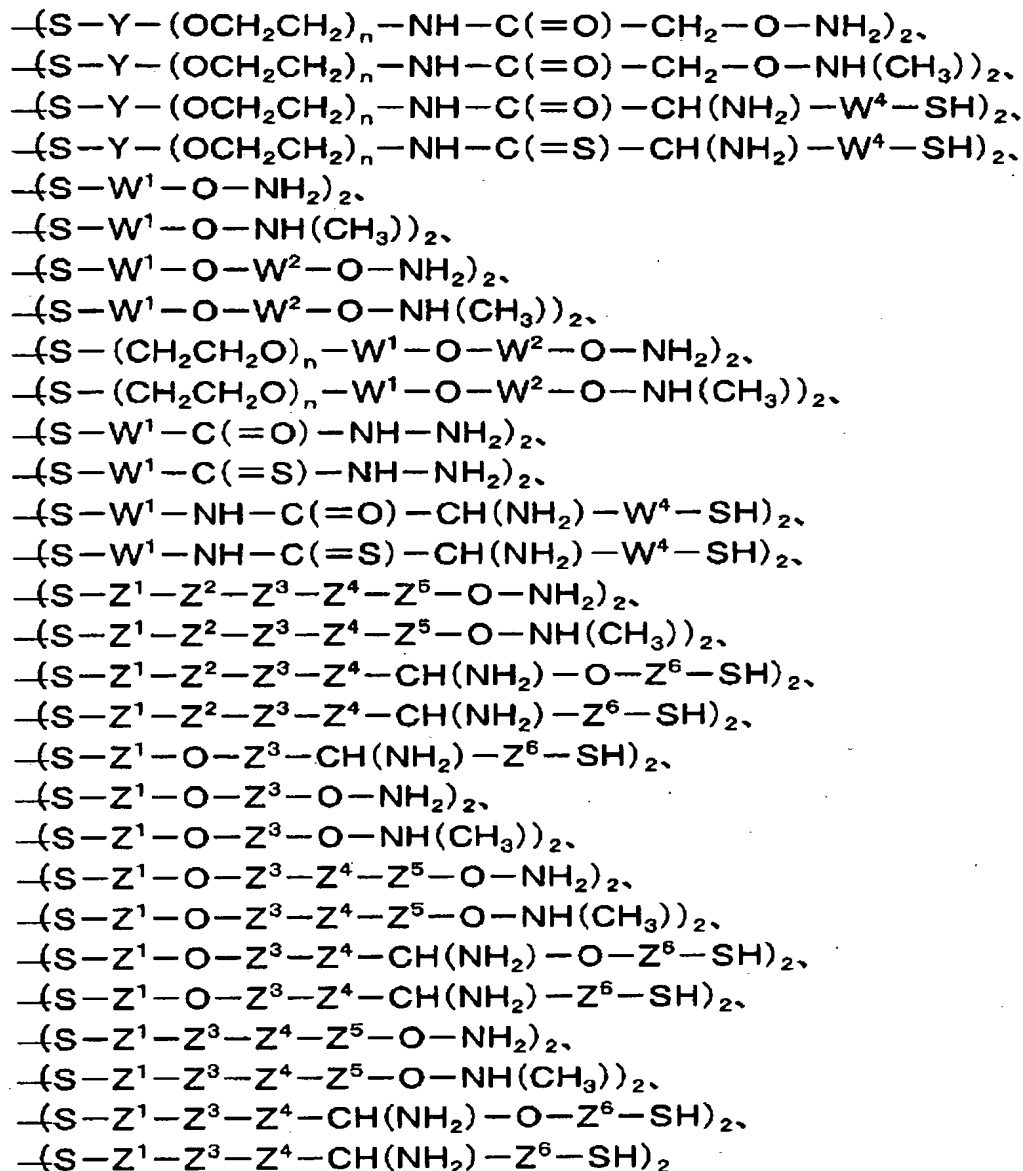 -(S-Y-(OCH₂CH₂)ₙ-NH-C(=O)-CH₂-O-NH₂)₂、
-(S-Y-(OCH₂CH₂)ₙ-NH-C(=O)-CH₂-O-NH(CH₃))₂、
-(S-Y-(OCH₂CH₂)ₙ-NH-C(=O)-CH(NH₂)-W⁴-SH)₂、
-(S-Y-(OCH₂CH₂)ₙ-NH-C(=S)-CH(NH₂)-W⁴-SH)₂、
-(S-W¹-O-NH₂)₂、
-(S-W¹-O-NH(CH₃))₂、
-(S-W¹-O-W²-O-NH₂)₂、
-(S-W¹-O-W²-O-NH(CH₃))₂、
-(S-(CH₂CH₂O)ₙ-W¹-O-W²-O-NH₂)₂、
-(S-(CH₂CH₂O)ₙ-W¹-O-W²-O-NH(CH₃))₂、
-(S-W¹-C(=O)-NH-NH₂)₂、
-(S-W¹-C(=S)-NH-NH₂)₂、
-(S-W¹-NH-C(=O)-CH(NH₂)-W⁴-SH)₂、
-(S-W¹-NH-C(=S)-CH(NH₂)-W⁴-SH)₂、
-(S-Z¹-Z²-Z³-Z⁴-Z⁵-O-NH₂)₂、
-(S-Z¹-Z²-Z³-Z⁴-Z⁵-O-NH(CH₃))₂、
-(S-Z¹-Z²-Z³-Z⁴-CH(NH₂)-O-Z⁶-SH)₂、
-(S-Z¹-Z²-Z³-Z⁴-CH(NH₂)-Z⁶-SH)₂、
-(S-Z¹-O-Z³-CH(NH₂)-Z⁶-SH)₂、
-(S-Z¹-O-Z³-O-NH₂)₂、
-(S-Z¹-O-Z³-O-NH(CH₃))₂、
-(S-Z¹-O-Z³-Z⁴-Z⁵-O-NH₂)₂、
-(S-Z¹-O-Z³-Z⁴-Z⁵-O-NH(CH₃))₂、
-(S-Z¹-O-Z³-Z⁴-CH(NH₂)-O-Z⁶-SH)₂、
-(S-Z¹-O-Z³-Z⁴-CH(NH₂)-Z⁶-SH)₂、
-(S-Z¹-Z³-Z⁴-Z⁵-O-NH₂)₂、
-(S-Z¹-Z³-Z⁴-Z⁵-O-NH(CH₃))₂、
-(S-Z¹-Z³-Z⁴-CH(NH₂)-O-Z⁶-SH)₂、
-(S-Z¹-Z³-Z⁴-CH(NH₂)-Z⁶-SH)₂